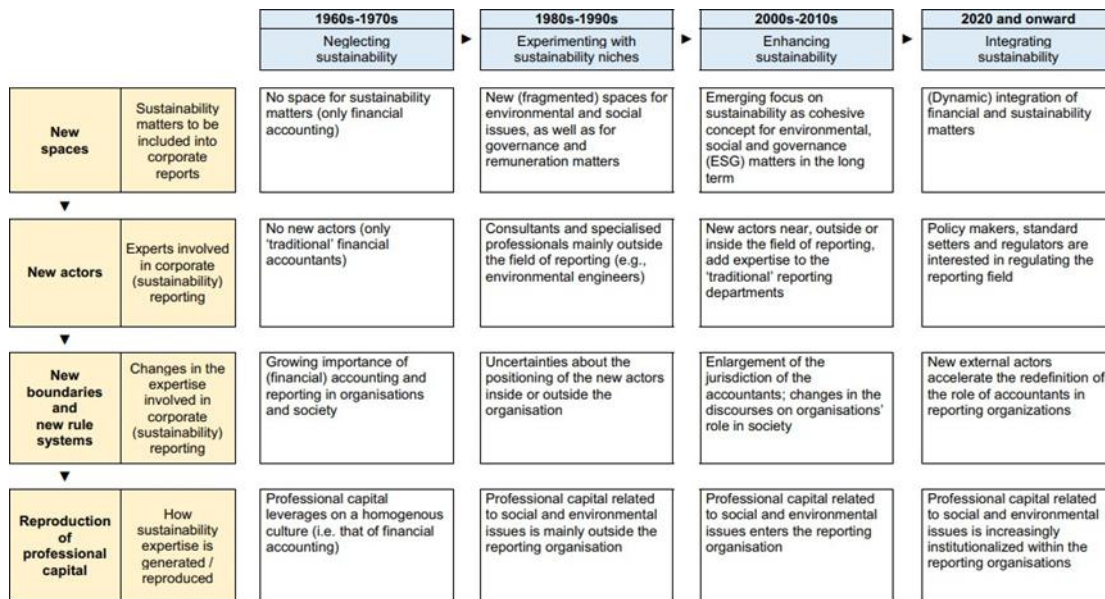 1960s-1970s
Neglecting
sustainability
►
1980s-1990s
Experimenting with
sustainability niches
►
2000s-2010s
Enhancing
sustainability
►
2020 and onward
Integrating
sustainability
New
spaces
Sustainability
matters to be
included into
corporate
reports
No space for sustainability
matters (only financial
accounting)
New (fragmented) spaces for
environmental and social
issues, as well as for
governance and
remuneration matters
Emerging focus on
sustainability as cohesive
concept for environmental,
social and governance
(ESG) matters in the long
term
(Dynamic) integration of
financial and sustainability
matters
▼
New actors
Experts involved
in corporate
(sustainability)
reporting
No new actors (only
‘traditional’ financial
accountants)
Consultants and specialised
professionals mainly outside
the field of reporting (e.g.,
environmental engineers)
New actors near, outside or
inside the field of reporting,
add expertise to the
‘traditional’ reporting
departments
Policy makers, standard
setters and regulators are
interested in regulating the
reporting field
▼
New
boundaries
and
new rule
systems
Changes in the
expertise
involved in
corporate
(sustainability)
reporting
Growing importance of
(financial) accounting and
reporting in organisations
and society
Uncertainties about the
positioning of the new actors
inside or outside the
organisation
Enlargement of the
jurisdiction of the
accountants; changes in the
discourses on organisations’
role in society
New external actors
accelerate the redefinition of
the role of accountants in
reporting organizations
▼
Reproduction
of
professional
capital
How
sustainability
expertise is
generated /
reproduced
Professional capital
leverages on a homogenous
culture (i.e. that of financial
accounting)
Professional capital related
to social and environmental
issues is mainly outside the
reporting organisation
Professional capital related
to social and environmental
issues enters the reporting
organisation
Professional capital related
to social and environmental
issues is increasingly
institutionalized within the
reporting organisations